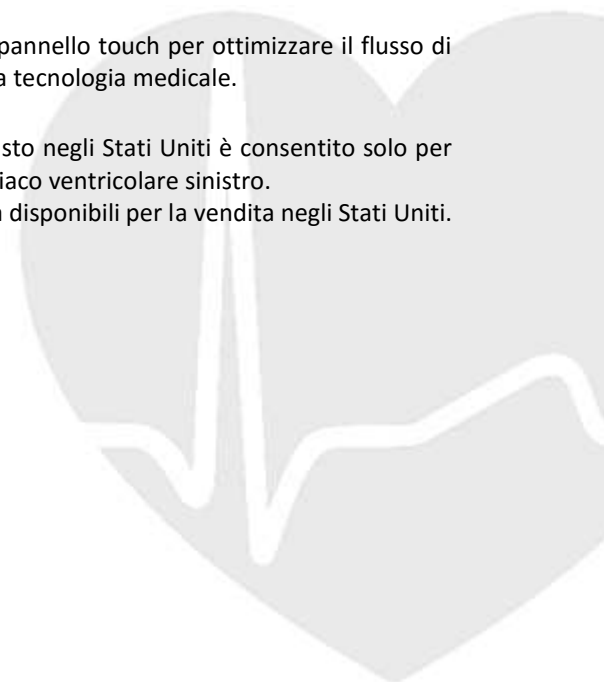 pannello touch per ottimizzare il flusso di
a tecnologia medicale.
sto negli Stati Uniti è consentito solo per
iaco ventricolare sinistro.
disponibili per la vendita negli Stati Uniti.